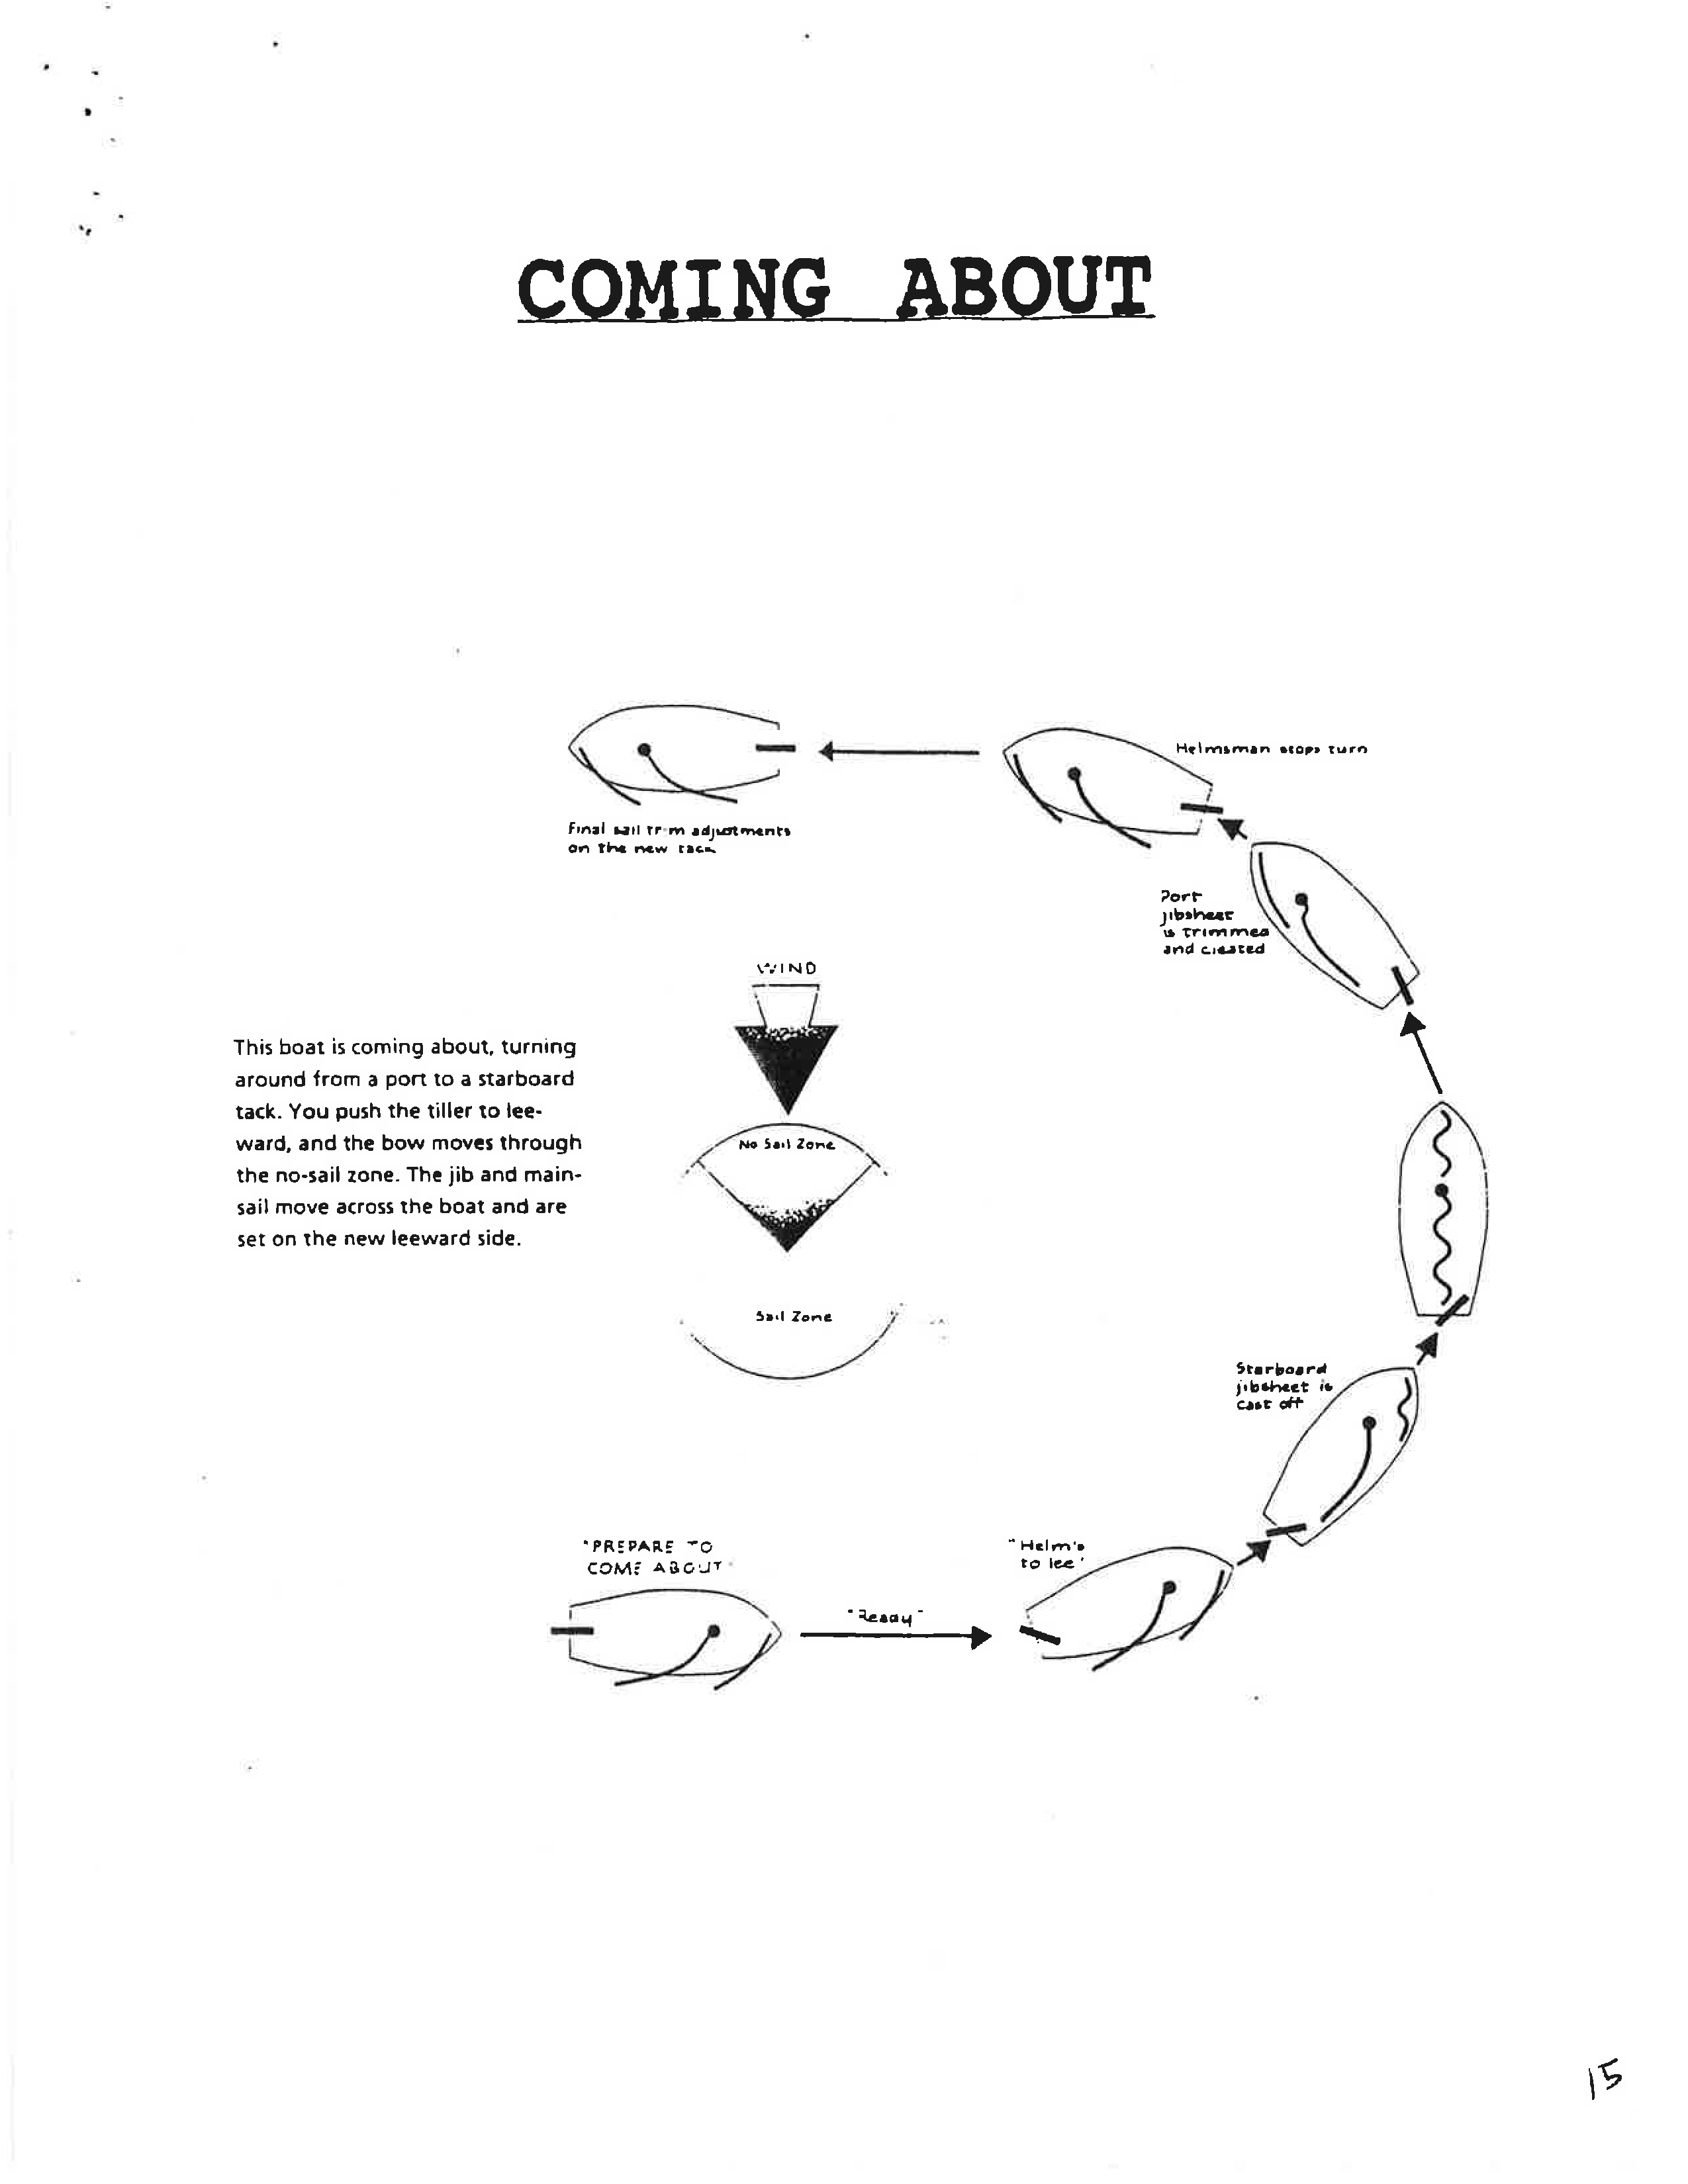 COMING ABOUT
Helmsman stops turn
Final sail trim adjustments
on the new tack
Port
jibsheet
is trimmed
and cleated
WIND
No Sail Zone
This boat is coming about, turning
around from a port to a starboard
tack. You push the tiller to lee-
ward, and the bow moves through
the no-sail zone. The jib and main-
sail move across the boat and are
set on the new leeward side.
Sail Zone
Starboard
jibsheet is
cast off
"PREPARE TO
COME ABOUT"
"Ready"
"Helm's
to lee"
15